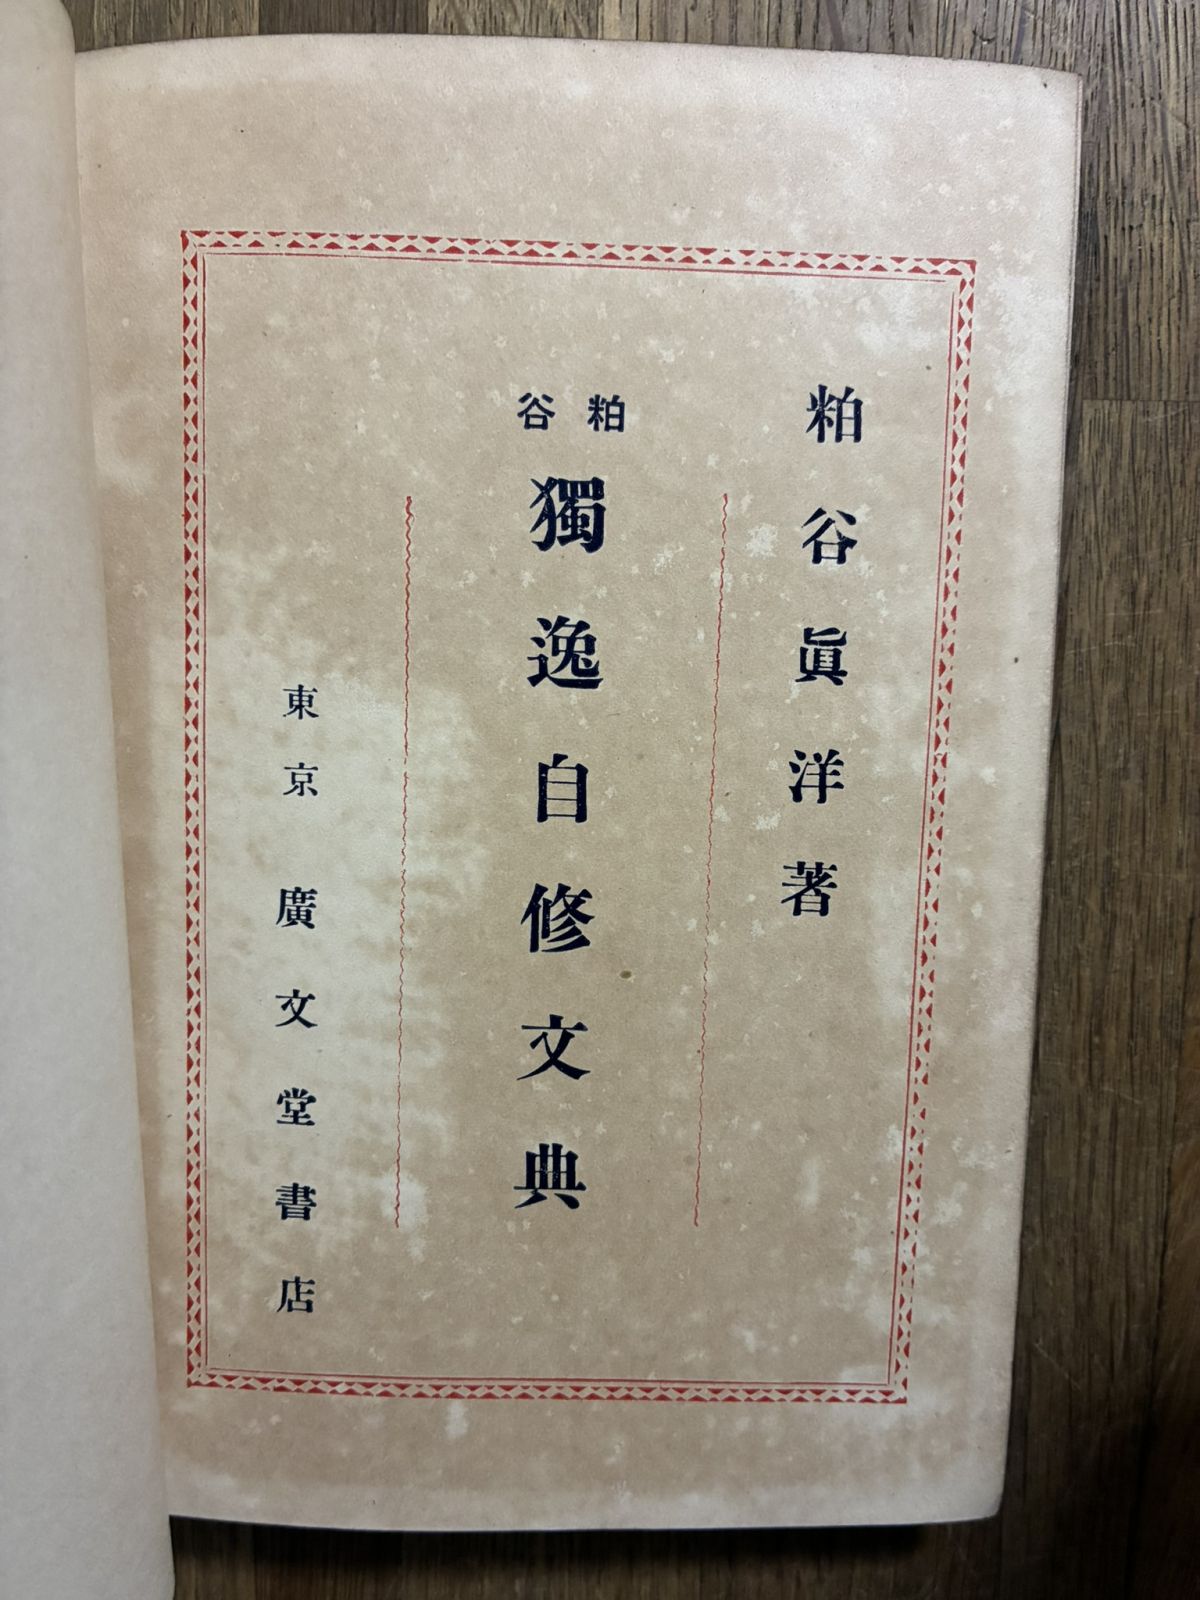 粕谷眞洋著
粕谷
獨逸自修文典
東京 廣文堂書店